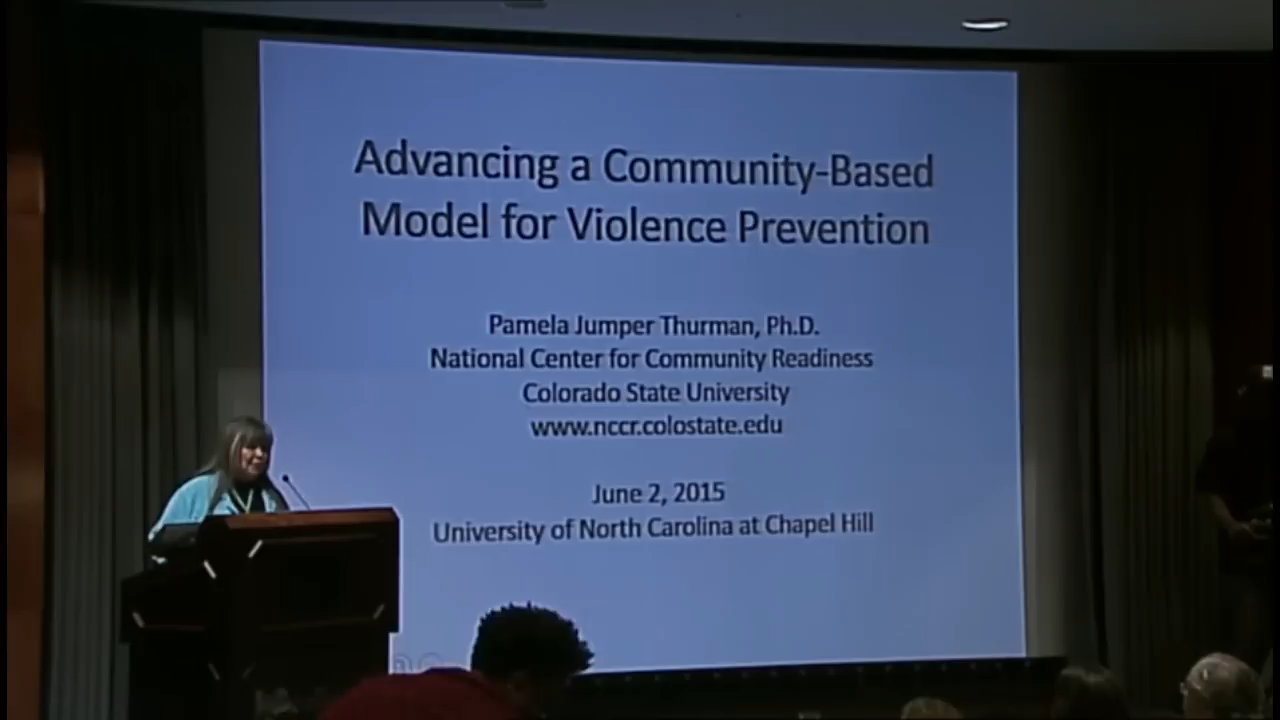 Advancing a Community-Based
Model for Violence Prevention
Pamela Jumper Thurman, Ph.D.
National Center for Community Readiness
Colorado State University
www.nccr.colostate.edu
June 2, 2015
University of North Carolina at Chapel Hill